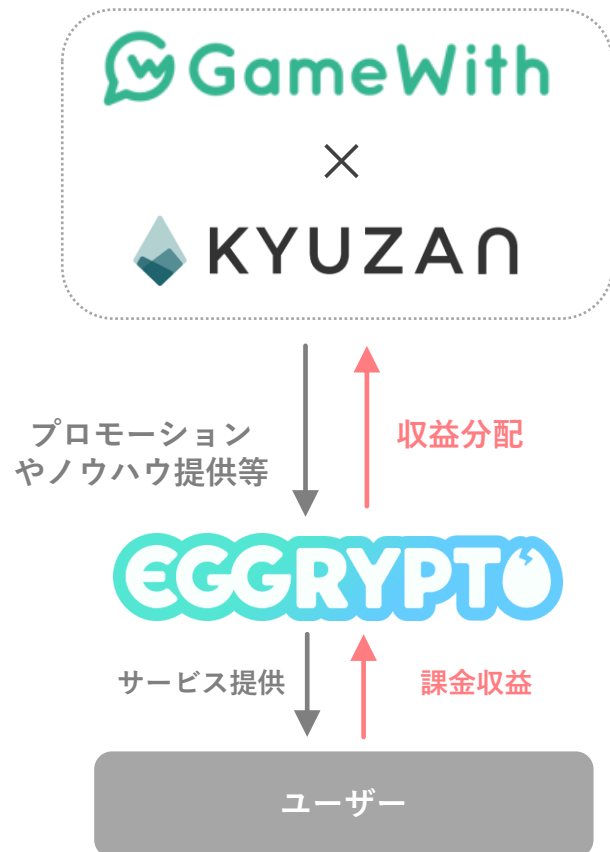 GameWith
×
KYUZAN
プロモーション
やノウハウ提供等
収益分配
EGGRYPTO
サービス提供
課金収益
ユーザー